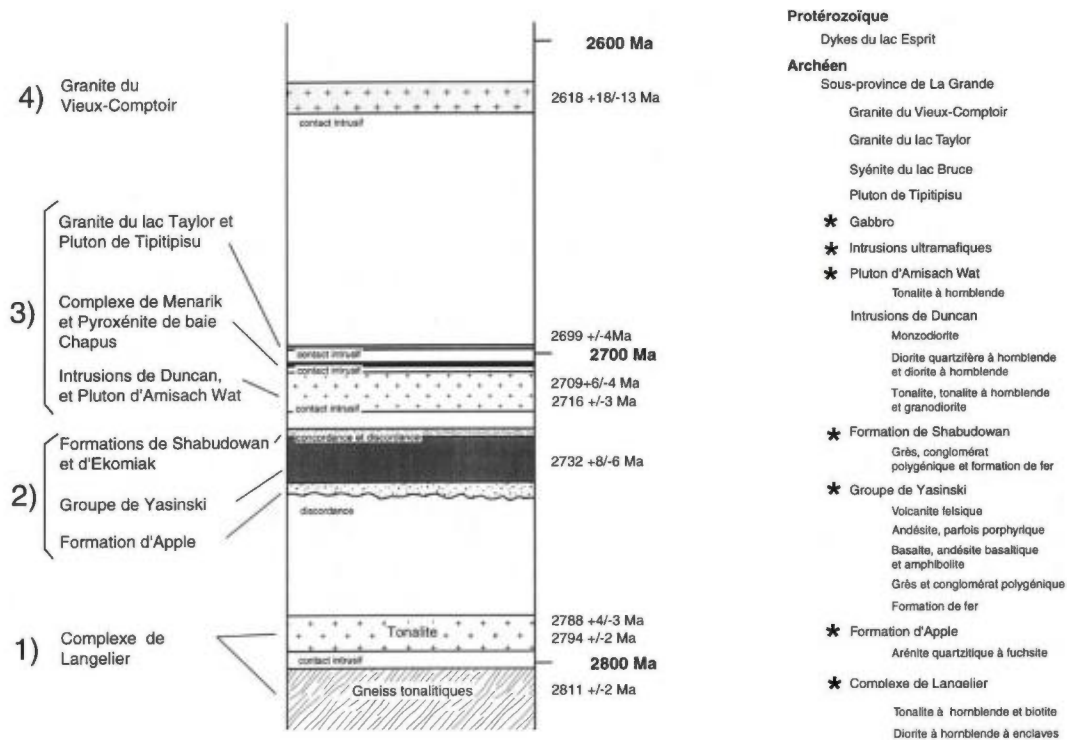 4) Granite du
Vieux-Comptoir
3)
Granite du lac Taylor et
Pluton de Tipitipisu
Complexe de Menarik
et Pyroxénite de baie
Chapus
Intrusions de Duncan,
et Pluton d'Amisach Wat
2)
Formations de Shabudowan
et d'Ekomiak
Groupe de Yasinski
Formation d'Apple
1) Complexe de
Langelier
contact intrusif
contact intrusif
contact intrusif
contact intrusif
concordance et discordance
discordance
Tonalite
contact intrusif
Gneiss tonalitiques
2600 Ma
2618 +18/-13 Ma
2699 +/-4Ma
2700 Ma
2709+6/-4 Ma
2716 +/-3 Ma
2732 +8/-6 Ma
2788 +4/-3 Ma
2794 +/-2 Ma
2800 Ma
2811 +/-2 Ma
Protérozoïque
Dykes du lac Esprit
Archéen
Sous-province de La Grande
Granite du Vieux-Comptoir
Granite du lac Taylor
Syénite du lac Bruce
Pluton de Tipitipisu
* Gabbro
* Intrusions ultramafiques
* Pluton d'Amisach Wat
Tonalite à hornblende
Intrusions de Duncan
Monzodiorite
Diorite quartzifère à hornblende
et diorite à hornblende
Tonalite, tonalite à hornblende
et granodiorite
* Formation de Shabudowan
Grès, conglomérat
polygénique et formation de fer
* Groupe de Yasinski
Volcanite felsique
Andésite, parfois porphyrique
Basalte, andésite basaltique
et amphibolite
Grès et conglomérat polygénique
Formation de fer
* Formation d'Apple
Arénite quartzitique à fuchsite
* Complexe de Langelier
Tonalite à hornblende et biotite
Diorite à hornblende à enclaves